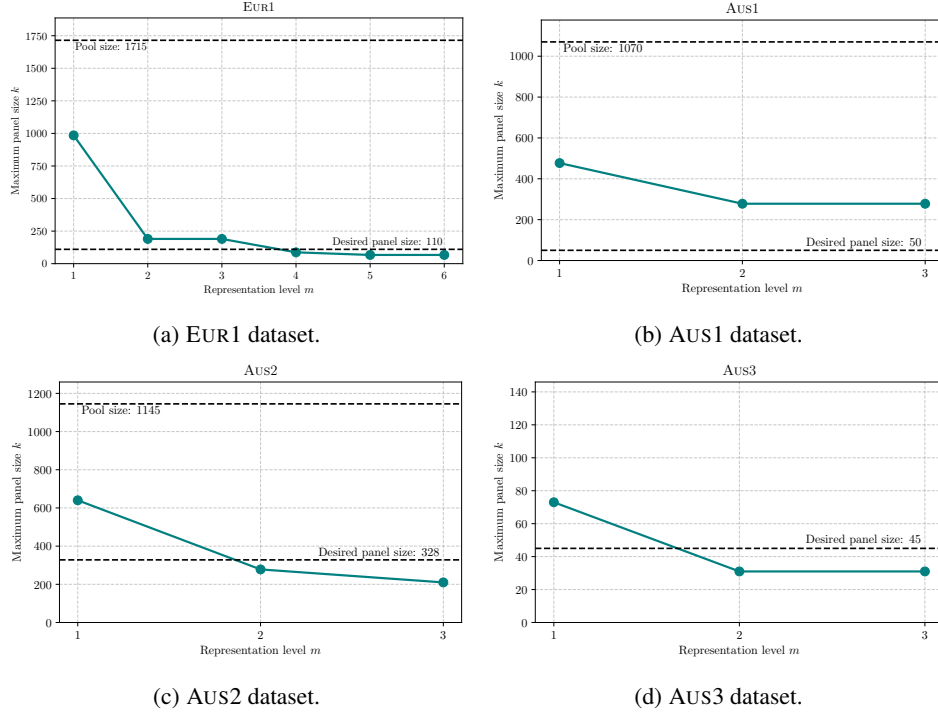 EUR1
Maximum panel size k
1750
1500
1250
1000
750
500
250
0
Pool size: 1715
Desired panel size: 110
1 2 3 4 5 6
Representation level m
(a) EUR1 dataset.
AUS1
Maximum panel size k
1000
800
600
400
200
0
Pool size: 1070
Desired panel size: 50
1 2 3
Representation level m
(b) AUS1 dataset.
AUS2
Maximum panel size k
1200
1000
800
600
400
200
0
Pool size: 1145
Desired panel size: 328
1 2 3
Representation level m
(c) AUS2 dataset.
AUS3
Maximum panel size k
140
120
100
80
60
40
20
0
Desired panel size: 45
1 2 3
Representation level m
(d) AUS3 dataset.